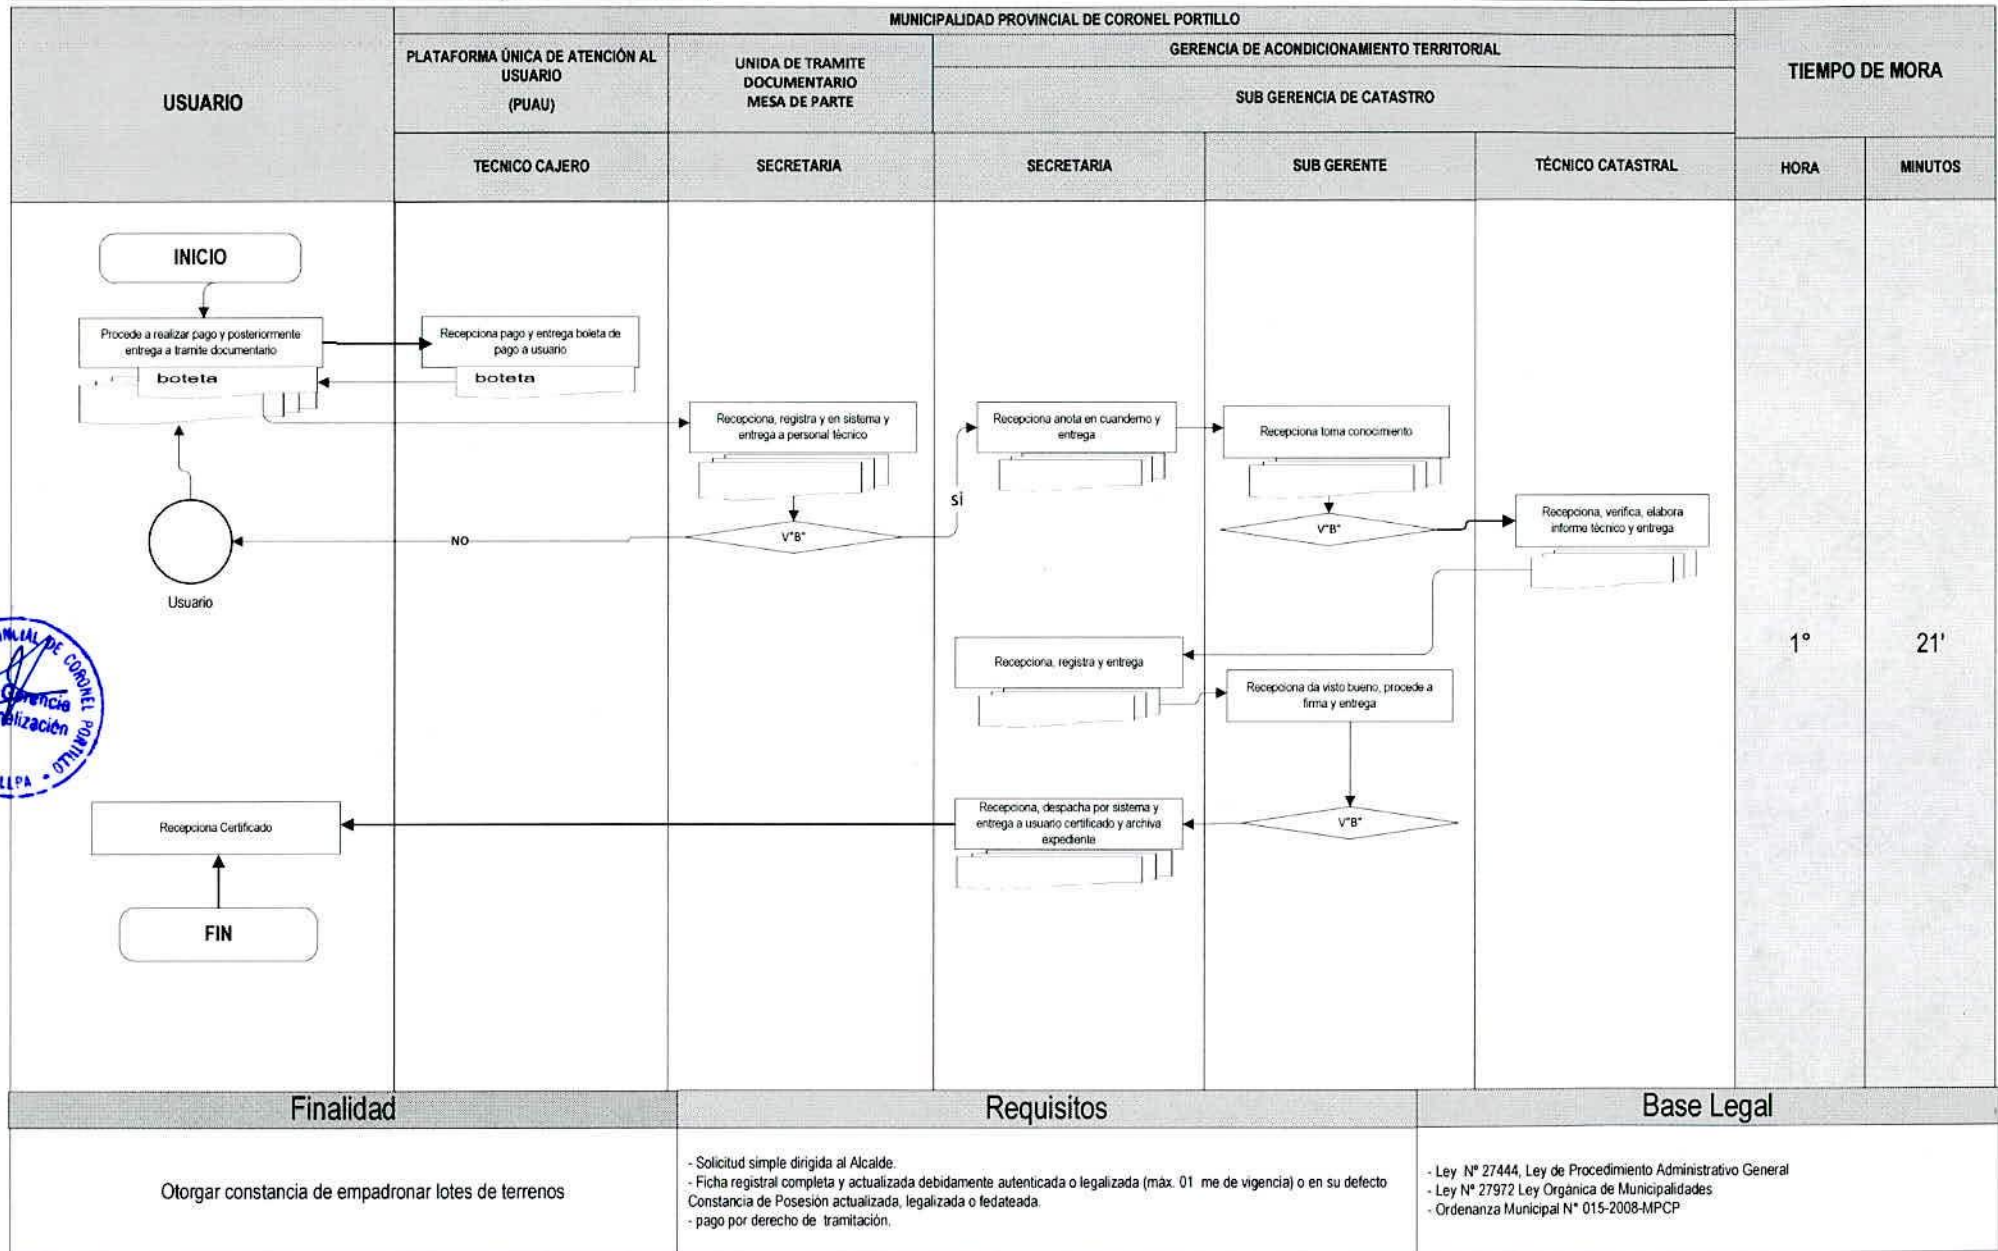 MUNICIPALIDAD PROVINCIAL DE CORONEL PORTILLO
USUARIO
PLATAFORMA ÚNICA DE ATENCIÓN AL
USUARIO
(PUAU)
UNIDA DE TRAMITE
DOCUMENTARIO
MESA DE PARTE
GERENCIA DE ACONDICIONAMIENTO TERRITORIAL
SUB GERENCIA DE CATASTRO
TIEMPO DE MORA
TECNICO CAJERO
SECRETARIA
SECRETARIA
SUB GERENTE
TÉCNICO CATASTRAL
HORA
MINUTOS
INICIO
Procede a realizar pago y posteriormente
entrega a tramite documentario
boteta
Recepciona pago y entrega boleta de
pago a usuario
boteta
Recepciona, registra y en sistema y
entrega a personal técnico
Recepciona anota en cuanderno y
entrega
Recepciona toma conocimiento
si
Recepciona, verifica, elabora
informe técnico y entrega
NO
V°B°
V°B°
Usuario
Recepciona, registra y entrega
Recepciona da visto bueno, procede a
firma y entrega
1°
21'
DE CORONEL PORTILLO
Recepciona Certificado
Recepciona, despacha por sistema y
entrega a usuario certificado y archiva
expediente
V°B°
FIN
Finalidad
Requisitos
Base Legal
Otorgar constancia de empadronar lotes de terrenos
- Solicitud simple dirigida al Alcalde.
- Ficha registral completa y actualizada debidamente autenticada o legalizada (máx. 01 me de vigencia) o en su defecto
Constancia de Posesión actualizada, legalizada o fedateada.
- pago por derecho de tramitación.
- Ley N° 27444, Ley de Procedimiento Administrativo General
- Ley N° 27972 Ley Orgánica de Municipalidades
- Ordenanza Municipal N° 015-2008-MPCP